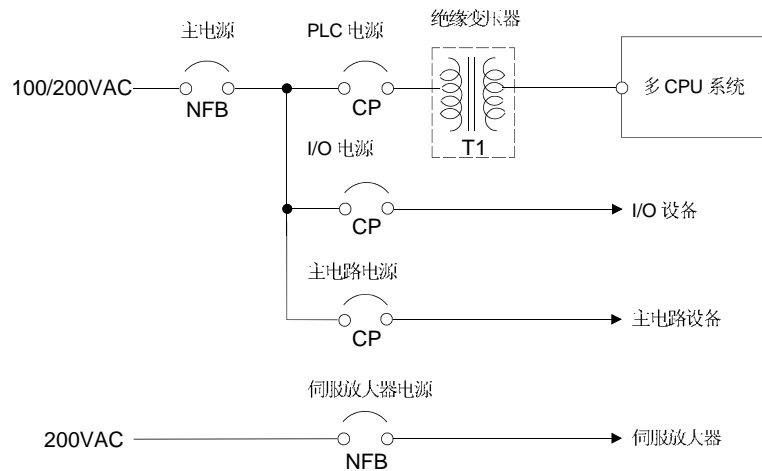 主电源
PLC 电源
绝缘变压器
100/200VAC
NFB
CP
T1
多 CPU 系统
I/O 电源
CP
I/O 设备
主电路电源
CP
主电路设备
伺服放大器电源
200VAC
NFB
伺服放大器